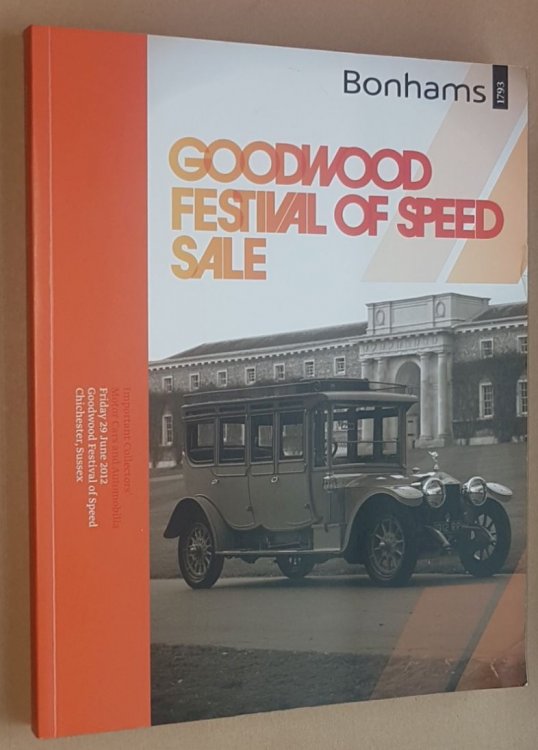 Bonhams
1793
GOODWOOD
FESTIVAL OF SPEED
SALE
Important Collectors'
Motor Cars and Automobilia
Friday 29 June 2012
Goodwood Festival of Speed
Chichester, Sussex